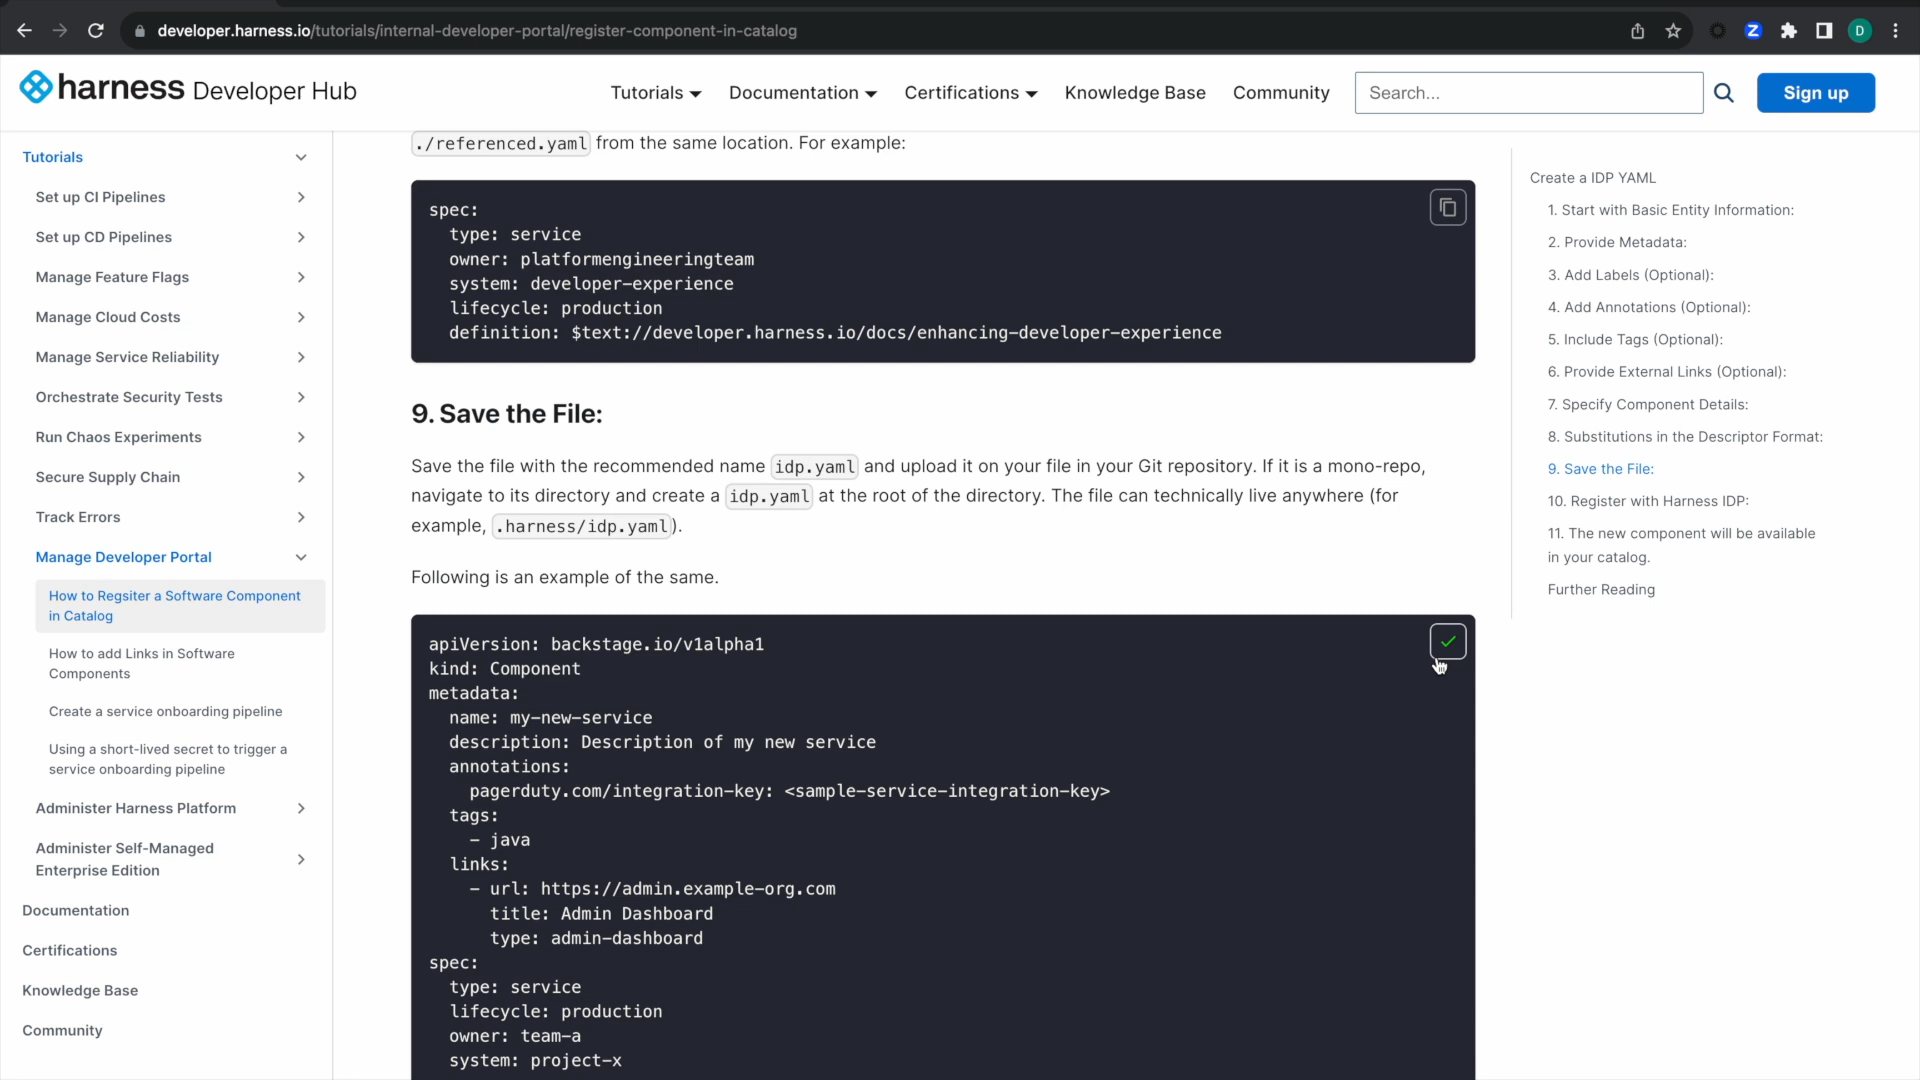 developer.harness.io/tutorials/internal-developer-portal/register-component-in-catalog
Z
D
harness Developer Hub
Tutorials
Documentation
Certifications
Knowledge Base
Community
Search...
Sign up
Tutorials
Set up CI Pipelines
Set up CD Pipelines
Manage Feature Flags
Manage Cloud Costs
Manage Service Reliability
Orchestrate Security Tests
Run Chaos Experiments
Secure Supply Chain
Track Errors
Manage Developer Portal
How to Regsiter a Software Component
in Catalog
How to add Links in Software
Components
Create a service onboarding pipeline
Using a short-lived secret to trigger a
service onboarding pipeline
Administer Harness Platform
Administer Self-Managed
Enterprise Edition
Documentation
Certifications
Knowledge Base
Community
./referenced.yaml from the same location. For example:
spec:
type: service
owner: platformengineeringteam
system: developer-experience
lifecycle: production
definition: $text://developer.harness.io/docs/enhancing-developer-experience
9. Save the File:
Save the file with the recommended name idp.yaml and upload it on your file in your Git repository. If it is a mono-repo,
navigate to its directory and create a idp.yaml at the root of the directory. The file can technically live anywhere (for
example, .harness/idp.yaml).
Following is an example of the same.
apiVersion: backstage.io/v1alpha1
kind: Component
metadata:
name: my-new-service
description: Description of my new service
annotations:
pagerduty.com/integration-key: <sample-service-integration-key>
tags:
- java
links:
- url: https://admin.example-org.com
title: Admin Dashboard
type: admin-dashboard
spec:
type: service
lifecycle: production
owner: team-a
system: project-x
Create a IDP YAML
1. Start with Basic Entity Information:
2. Provide Metadata:
3. Add Labels (Optional):
4. Add Annotations (Optional):
5. Include Tags (Optional):
6. Provide External Links (Optional):
7. Specify Component Details:
8. Substitutions in the Descriptor Format:
9. Save the File:
10. Register with Harness IDP:
11. The new component will be available
in your catalog.
Further Reading